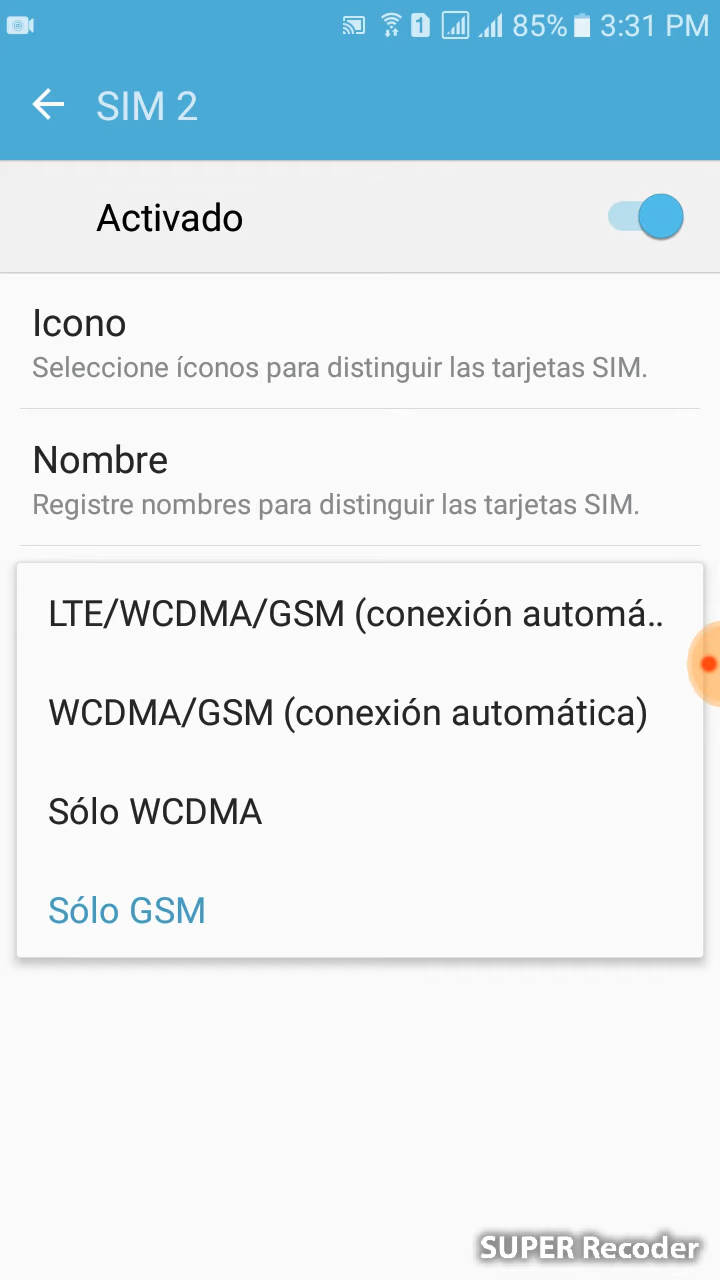 1 85% 3:31 PM
SIM 2
Activado
Icono
Seleccione íconos para distinguir las tarjetas SIM.
Nombre
Registre nombres para distinguir las tarjetas SIM.
LTE/WCDMA/GSM (conexión automá..
WCDMA/GSM (conexión automática)
Sólo WCDMA
Sólo GSM
SUPER Recoder